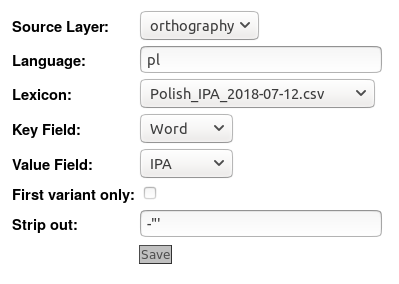 Source Layer: orthography
Language: pl
Lexicon: Polish_IPA_2018-07-12.csv
Key Field: Word
Value Field: IPA
First variant only:
Strip out: -"'
Save